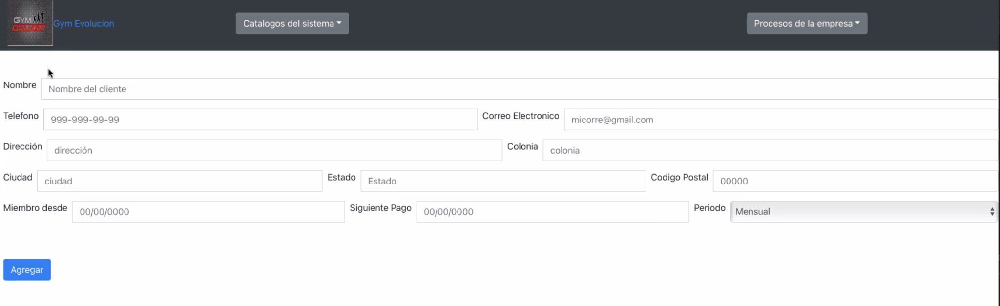 GYM
EVOLUCION
Gym Evolucion Catalogos del sistema Procesos de la empresa
Nombre Nombre del cliente
Telefono 999-999-99-99 Correo Electronico micorre@gmail.com
Dirección dirección Colonia colonia
Ciudad ciudad Estado Estado Codigo Postal 00000
Miembro desde 00/00/0000 Siguiente Pago 00/00/0000 Periodo Mensual
Agregar